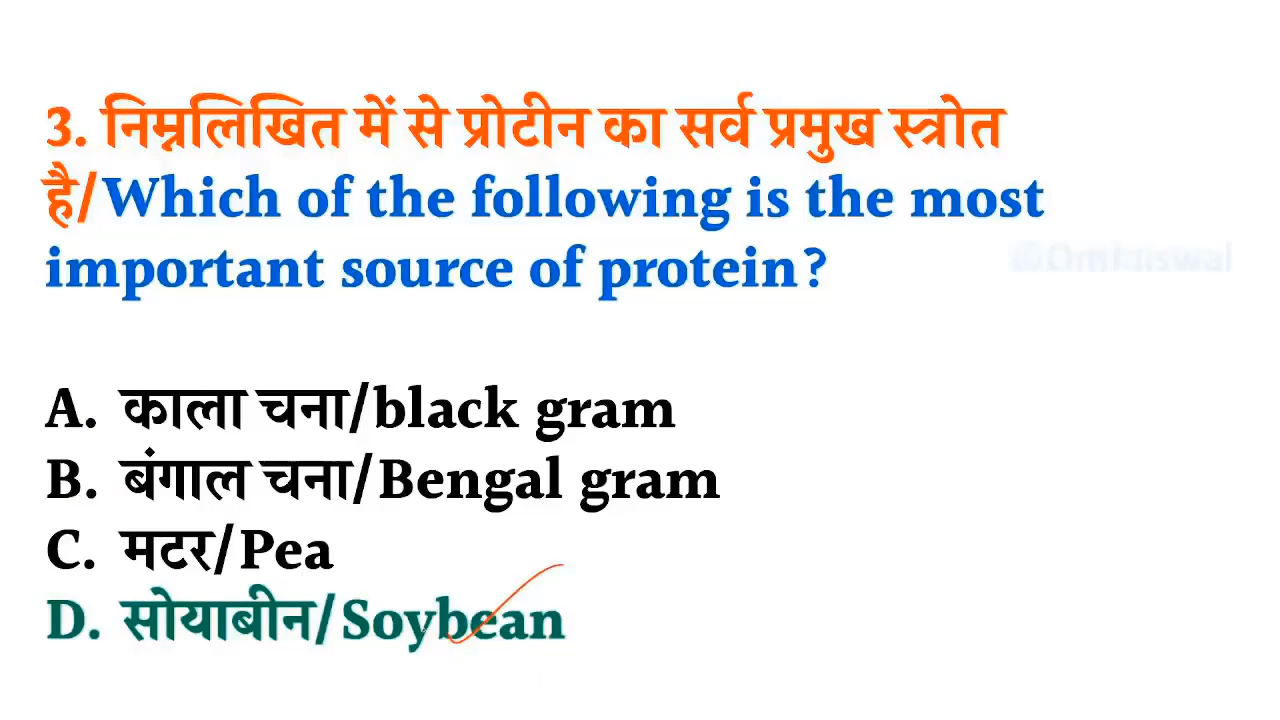 3. निम्नलिखित में से प्रोटीन का सर्व प्रमुख स्त्रोत
है/Which of the following is the most
important source of protein?
A. काला चना/black gram
B. बंगाल चना/Bengal gram
C. मटर/Pea
D. सोयाबीन/Soybean